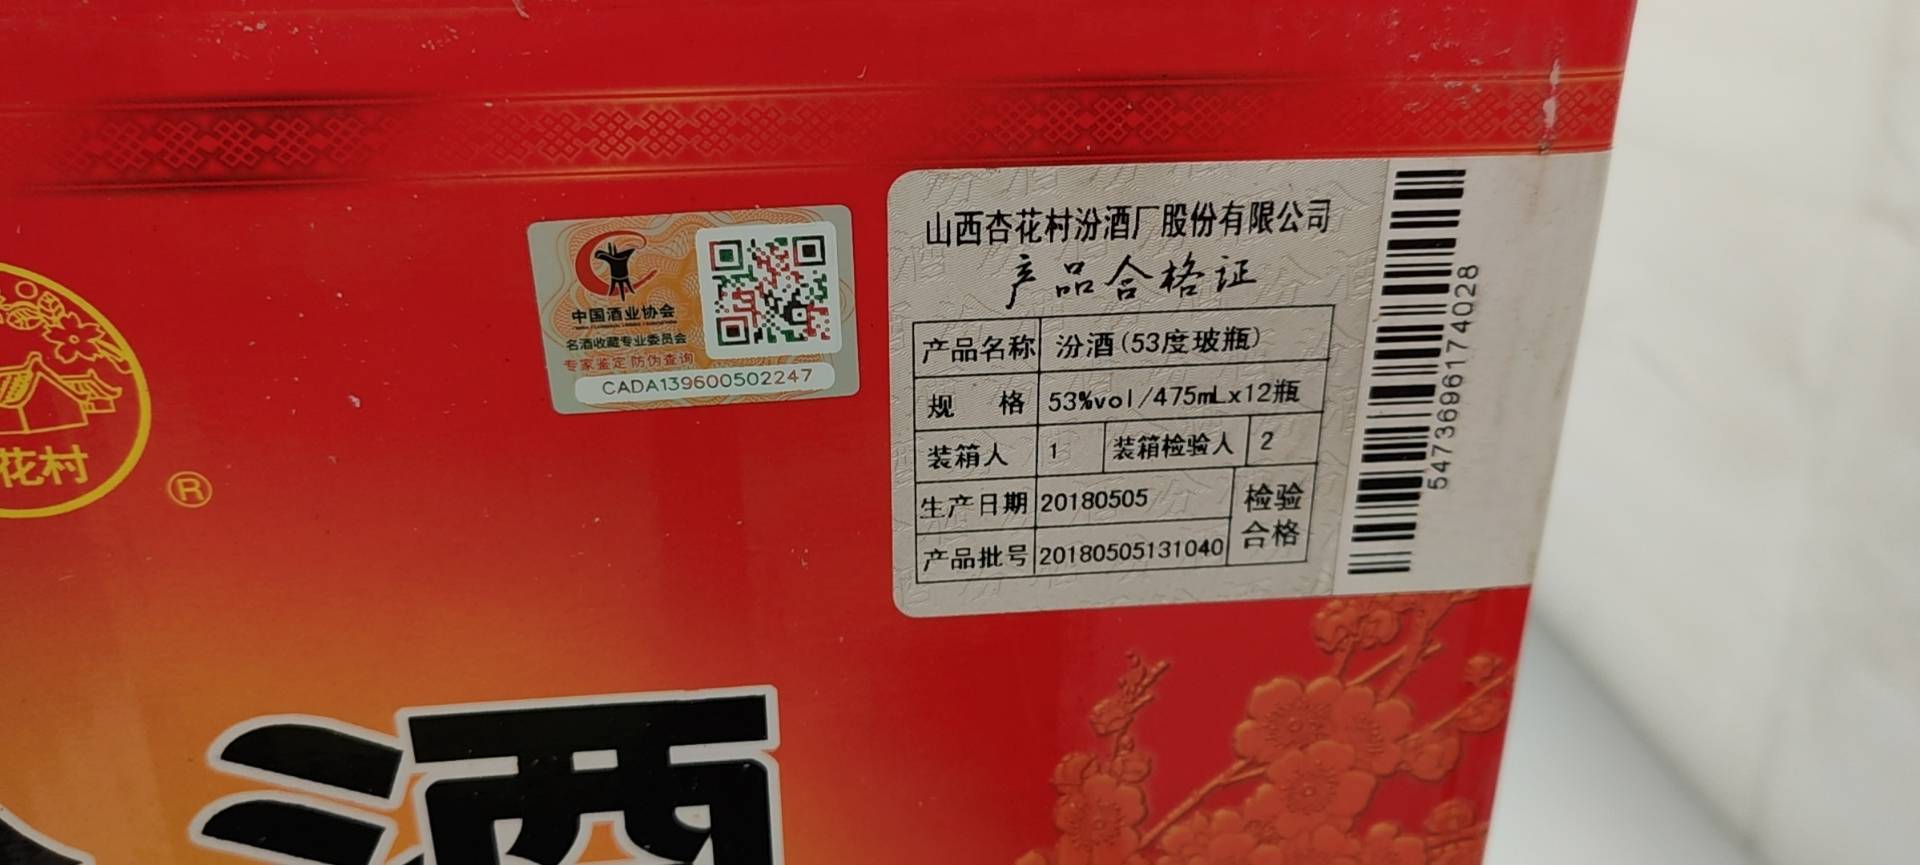 花村
®
中国酒业协会
名酒收藏专业委员会
专家鉴定 防伪查询
CADA139600502247
山西杏花村汾酒厂股份有限公司
产品合格证
产品名称 汾酒(53度玻瓶)
规 格 53%vol/475mLx12瓶
装箱人 1 装箱检验人 2
生产日期 20180505 检验
产品批号 20180505131040 合格
5473696174028
酒